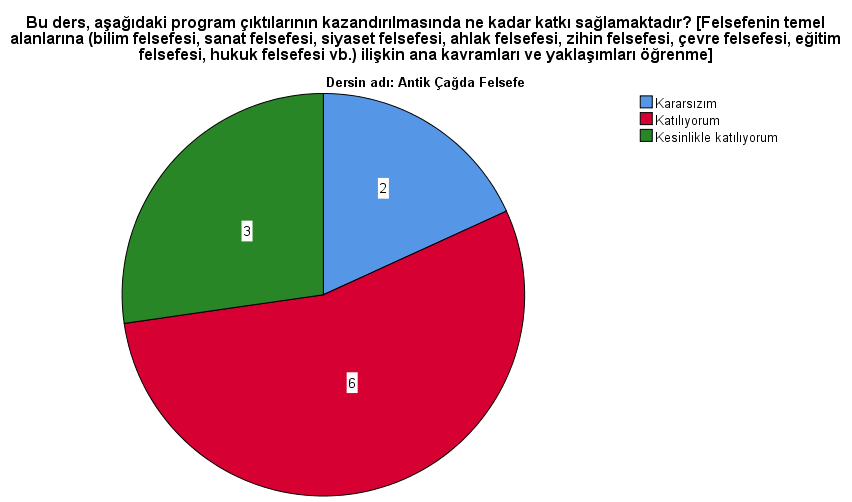 Bu ders, aşağıdaki program çıktılarının kazandırılmasında ne kadar katkı sağlamaktadır? [Felsefenin temel
alanlarına (bilim felsefesi, sanat felsefesi, siyaset felsefesi, ahlak felsefesi, zihin felsefesi, çevre felsefesi, eğitim
felsefesi, hukuk felsefesi vb.) ilişkin ana kavramları ve yaklaşımları öğrenme]
Dersin adı: Antik Çağda Felsefe
Kararsızım
Katılıyorum
Kesinlikle katılıyorum
2
3
6